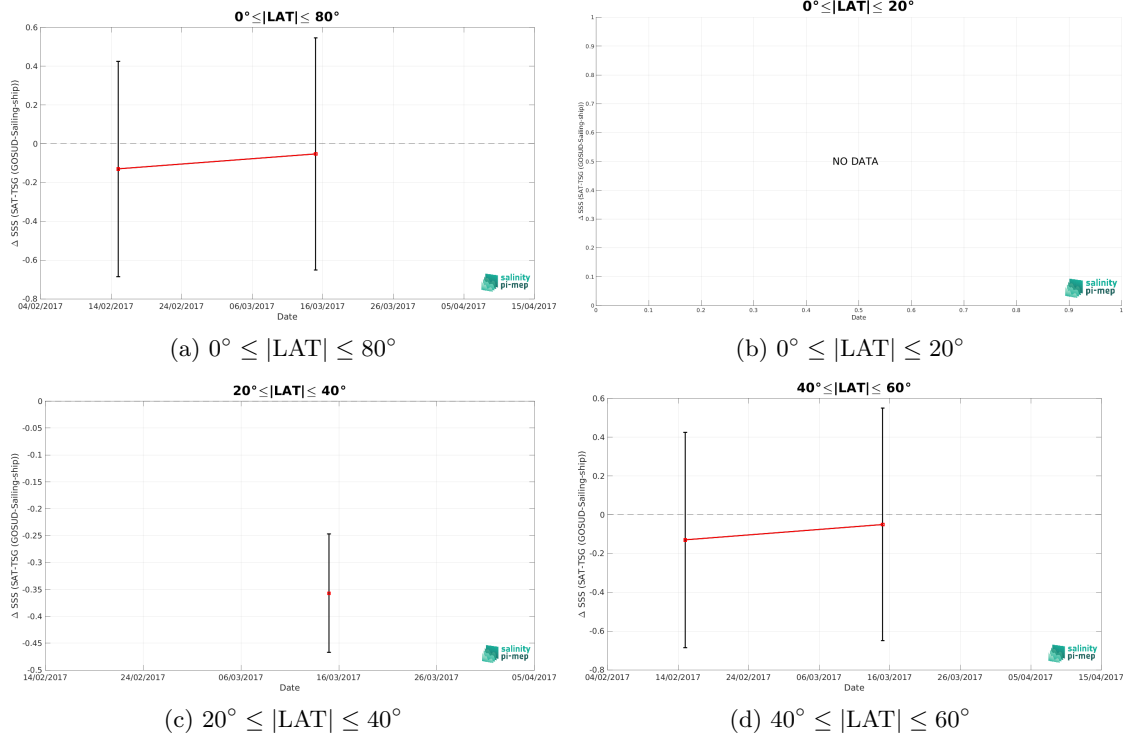 0°≤|LAT|≤ 80°
Δ SSS (SAT-TSG (GOSUD-Sailing-ship))
0.6
0.4
0.2
0
-0.2
-0.4
-0.6
-0.8
04/02/2017 14/02/2017 24/02/2017 06/03/2017 16/03/2017 26/03/2017 05/04/2017 15/04/2017
Date
salinity
pi-mep
(a) 0° ≤ |LAT| ≤ 80°
0°≤|LAT|≤ 20°
Δ SSS (SAT-TSG (GOSUD-Sailing-ship))
1
0.9
0.8
0.7
0.6
0.5
0.4
0.3
0.2
0.1
0
NO DATA
0 0.1 0.2 0.3 0.4 0.5 0.6 0.7 0.8 0.9 1
Date
salinity
pi-mep
(b) 0° ≤ |LAT| ≤ 20°
20°≤|LAT|≤ 40°
Δ SSS (SAT-TSG (GOSUD-Sailing-ship))
0
-0.05
-0.1
-0.15
-0.2
-0.25
-0.3
-0.35
-0.4
-0.45
-0.5
14/02/2017 24/02/2017 06/03/2017 16/03/2017 26/03/2017 05/04/2017
Date
salinity
pi-mep
(c) 20° ≤ |LAT| ≤ 40°
40°≤|LAT|≤ 60°
Δ SSS (SAT-TSG (GOSUD-Sailing-ship))
0.6
0.4
0.2
0
-0.2
-0.4
-0.6
-0.8
04/02/2017 14/02/2017 24/02/2017 06/03/2017 16/03/2017 26/03/2017 05/04/2017 15/04/2017
Date
salinity
pi-mep
(d) 40° ≤ |LAT| ≤ 60°